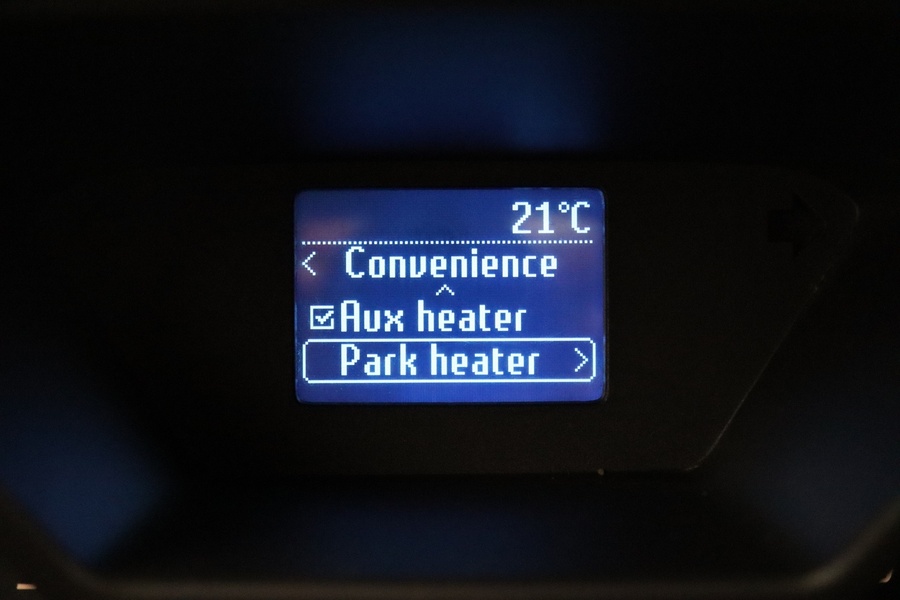 21°C
< Convenience
^
☑Aux heater
Park heater >